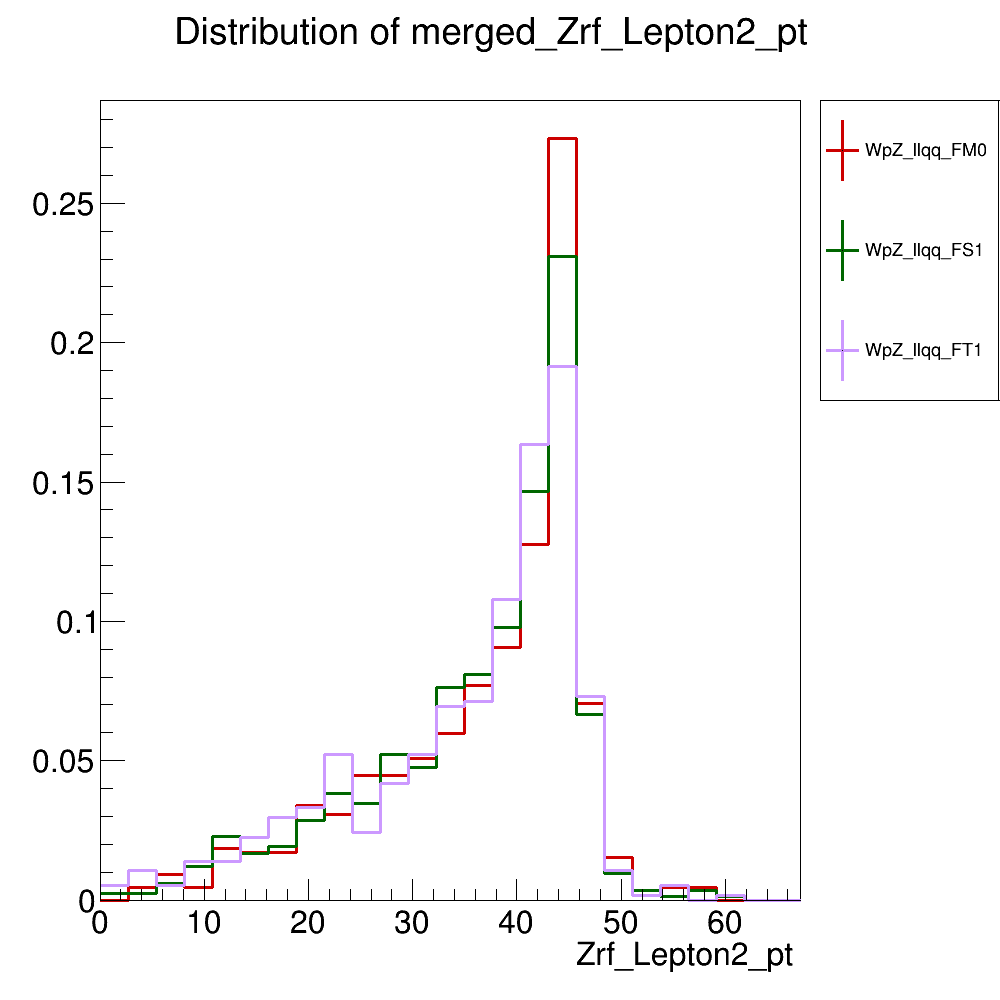 Distribution of merged_Zrf_Lepton2_pt
WpZ_llqq_FM0
WpZ_llqq_FS1
WpZ_llqq_FT1
0.25
0.2
0.15
0.1
0.05
0
0 10 20 30 40 50 60
Zrf_Lepton2_pt